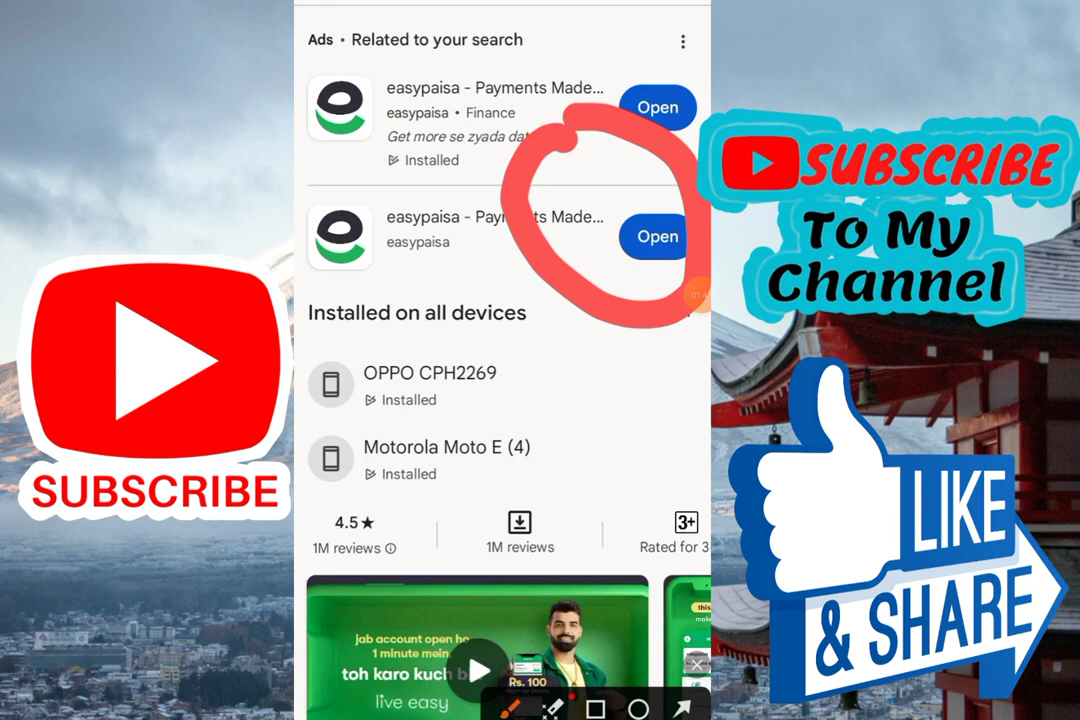 Ads • Related to your search
easypaisa - Payments Made...
easypaisa • Finance
Get more se zyada dat
Installed
Open
easypaisa - Payments Made...
easypaisa
Open
Installed on all devices
OPPO CPH2269
Installed
Motorola Moto E (4)
Installed
4.5★
1M reviews
1M reviews
3+
Rated for 3
jab account open ho
1 minute mein
toh karo kuch b
Rs. 100
live easy
this
SUBSCRIBE
SUBSCRIBE
To My
Channel
LIKE
& SHARE